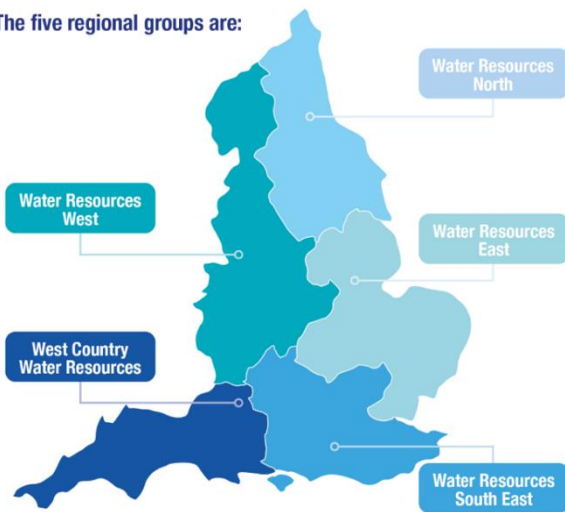 The five regional groups are:
Water Resources
North
Water Resources
West
Water Resources
East
West Country
Water Resources
Water Resources
South East